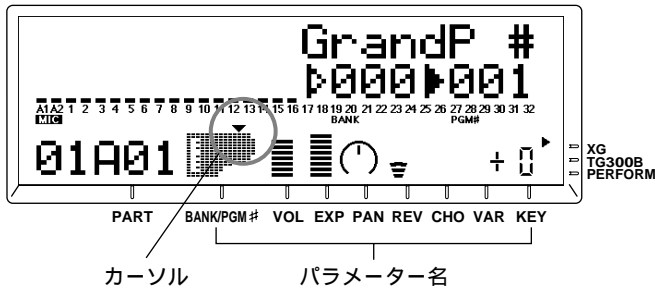 GrandP #
000 001
A1 A2 1 2 3 4 5 6 7 8 9 10 11 12 13 14 15 16 17 18 19 20 21 22 23 24 25 26 27 28 29 30 31 32
MIC BANK PGM#
01A01 + 0
XG
TG300B
PERFORM
PART BANK/PGM# VOL EXP PAN REV CHO VAR KEY
カーソル パラメーター名